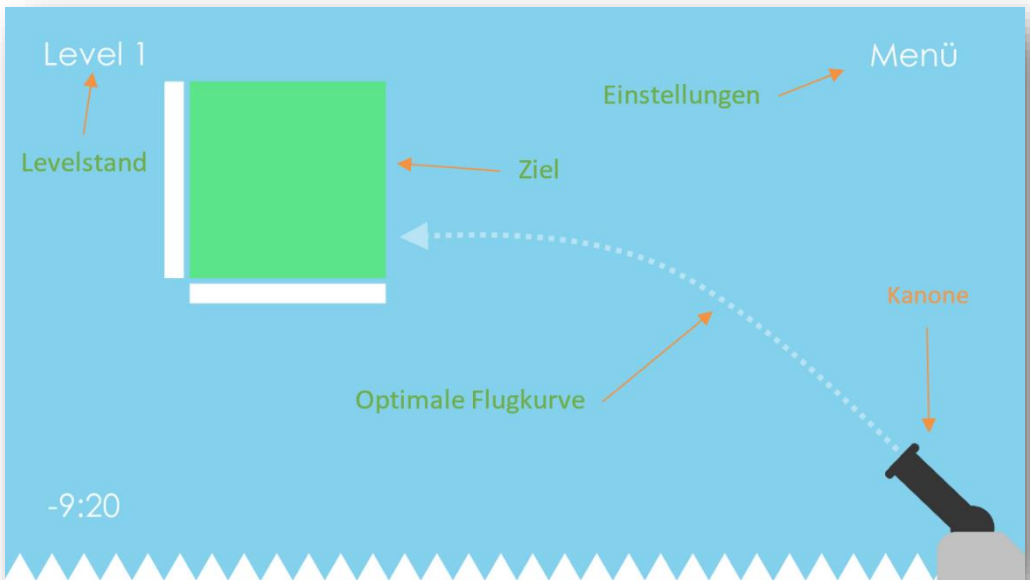 Level 1
Menü
Einstellungen
Levelstand
Ziel
Kanone
Optimale Flugkurve
-9:20